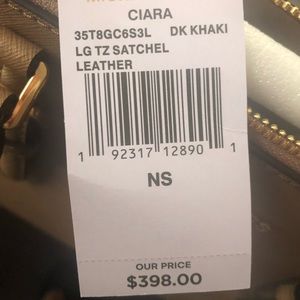 CIARA
35T8GC6S3L DK KHAKI
LG TZ SATCHEL
LEATHER
1 92317 12890 1
NS
OUR PRICE
$398.00